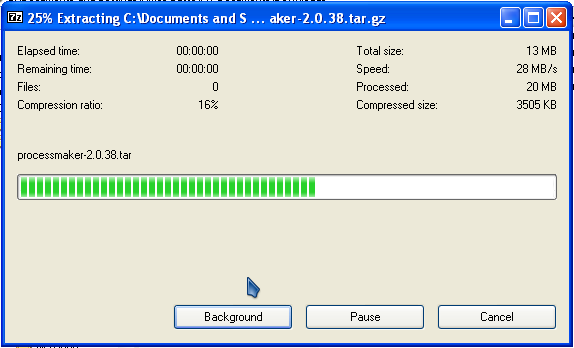 25% Extracting C:\Documents and S ... aker-2.0.38.tar.gz
Elapsed time: 00:00:00 Total size: 13 MB
Remaining time: 00:00:00 Speed: 28 MB/s
Files: 0 Processed: 20 MB
Compression ratio: 16% Compressed size: 3505 KB
processmaker-2.0.38.tar
Background Pause Cancel